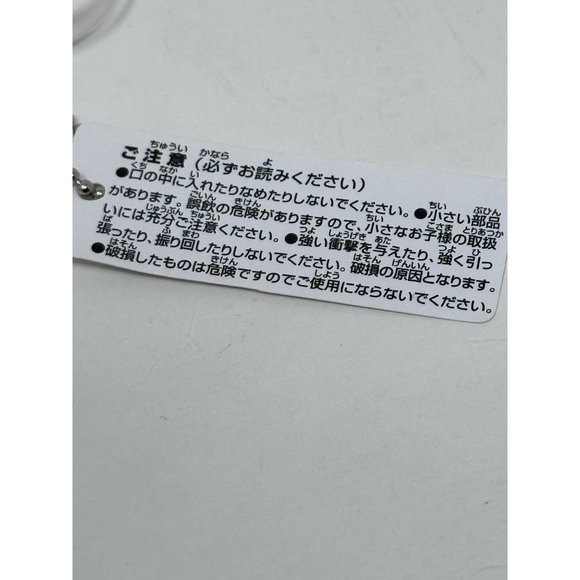 ご注意（必ずお読みください）
●口の中に入れたりなめたりしないでください。●小さい部品
があります。誤飲の危険がありますので、小さなお子様の取扱
いには充分ご注意ください。●強い衝撃を与えたり、強く引っ
張ったり、振り回したりしないでください。破損の原因となります。
●破損したものは危険ですのでご使用にならないでください。